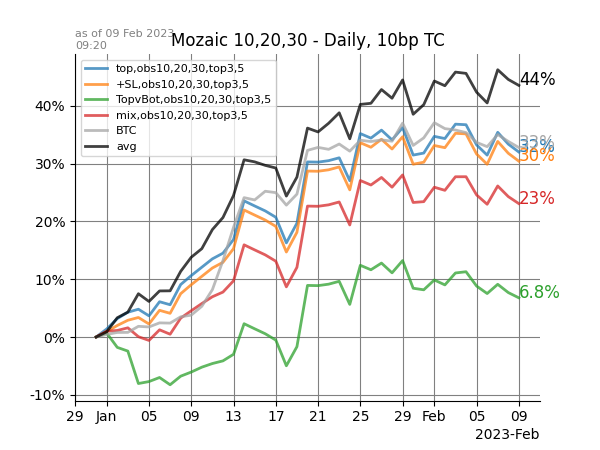 as of 09 Feb 2023
09:20
Mozaic 10,20,30 - Daily, 10bp TC
top,obs10,20,30,top3,5
+SL,obs10,20,30,top3,5
TopvBot,obs10,20,30,top3,5
mix,obs10,20,30,top3,5
BTC
avg
40%
30%
20%
10%
0%
-10%
44%
32%
30%
23%
6.8%
29 Jan 05 09 13 17 21 25 29 Feb 05 09
2023-Feb